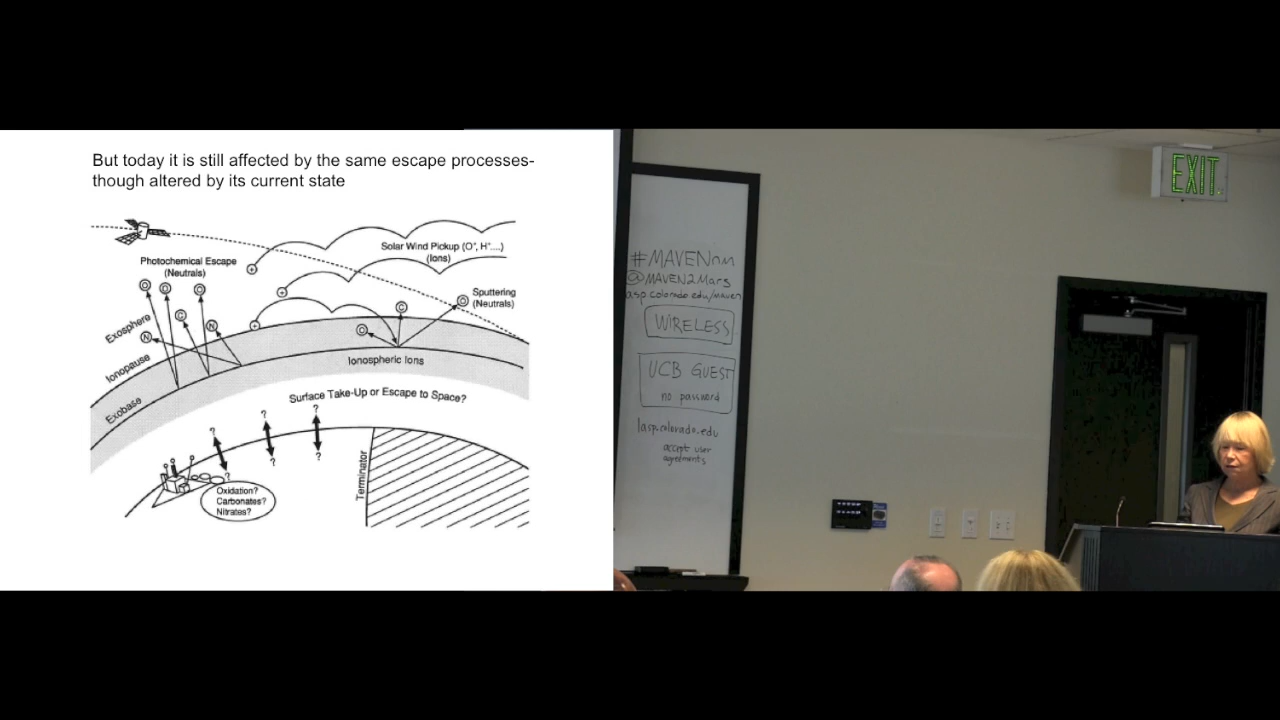 But today it is still affected by the same escape processes-
though altered by its current state
Solar Wind Pickup (O⁺, H⁺....)
(Ions)
Photochemical Escape
(Neutrals)
Sputtering
(Neutrals)
O
O
O
C
N
N
+
+
+
O
C
O
Exosphere
Ionopause
Exobase
Ionospheric Ions
Surface Take-Up or Escape to Space?
?
?
?
?
?
?
Terminator
Oxidation?
Carbonates?
Nitrates?
#MAVENnm
@MAVEN2Mars
asp.colorado.edu/maven
WIRELESS
UCB GUEST
no password
lasp.colorado.edu
accept user
agreements
EXIT